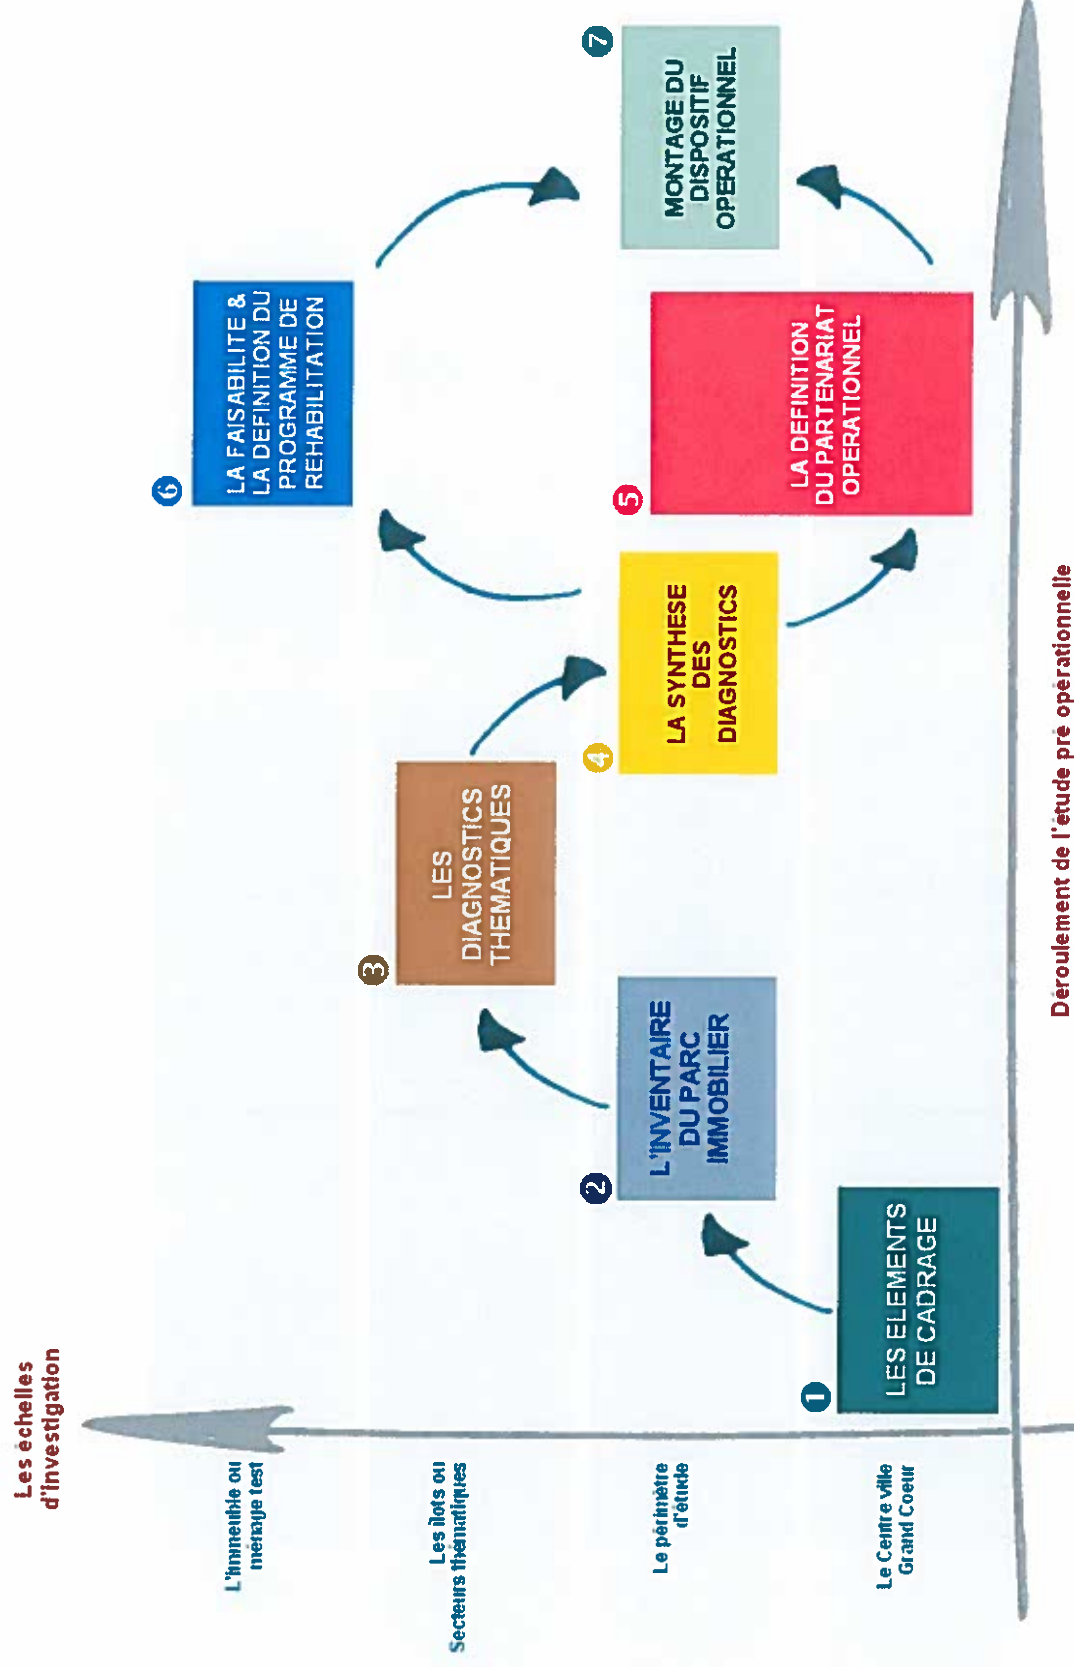 Les échelles
d'investigation
L'immeuble ou
ménage test
Les îlots ou
Secteurs thématiques
Le périmètre
d'étude
Le Centre ville
Grand Coeur
1
LES ELEMENTS
DE CADRAGE
2
L'INVENTAIRE
DU PARC
IMMOBILIER
3
LES
DIAGNOSTICS
THEMATIQUES
4
LA SYNTHESE
DES
DIAGNOSTICS
5
LA DEFINITION
DU PARTENARIAT
OPERATIONNEL
6
LA FAISABILITE &
LA DEFINITION DU
PROGRAMME DE
REHABILITATION
7
MONTAGE DU
DISPOSITIF
OPERATIONNEL
Déroulement de l'étude pré opérationnelle